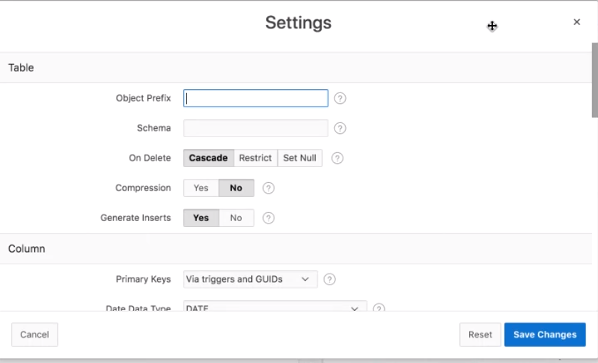 Settings
×
Table
Object Prefix ?
Schema ?
On Delete Cascade Restrict Set Null ?
Compression Yes No ?
Generate Inserts Yes No ?
Column
Primary Keys Via triggers and GUIDs ?
Date Data Type DATE ?
Cancel Reset Save Changes